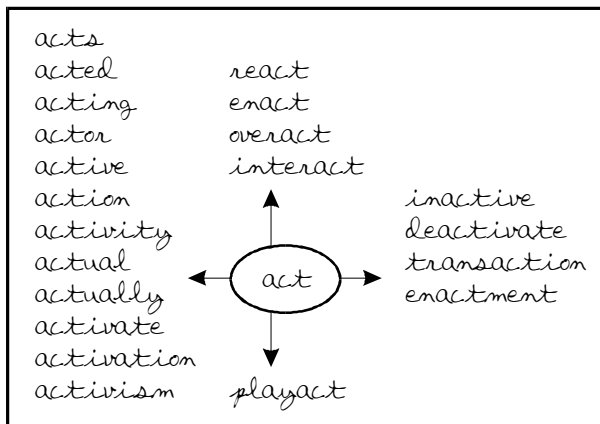 acts
acted
acting
actor
active
action
activity
actual
actually
activate
activation
activism
react
enact
overact
interact
act
playact
inactive
deactivate
transaction
enactment